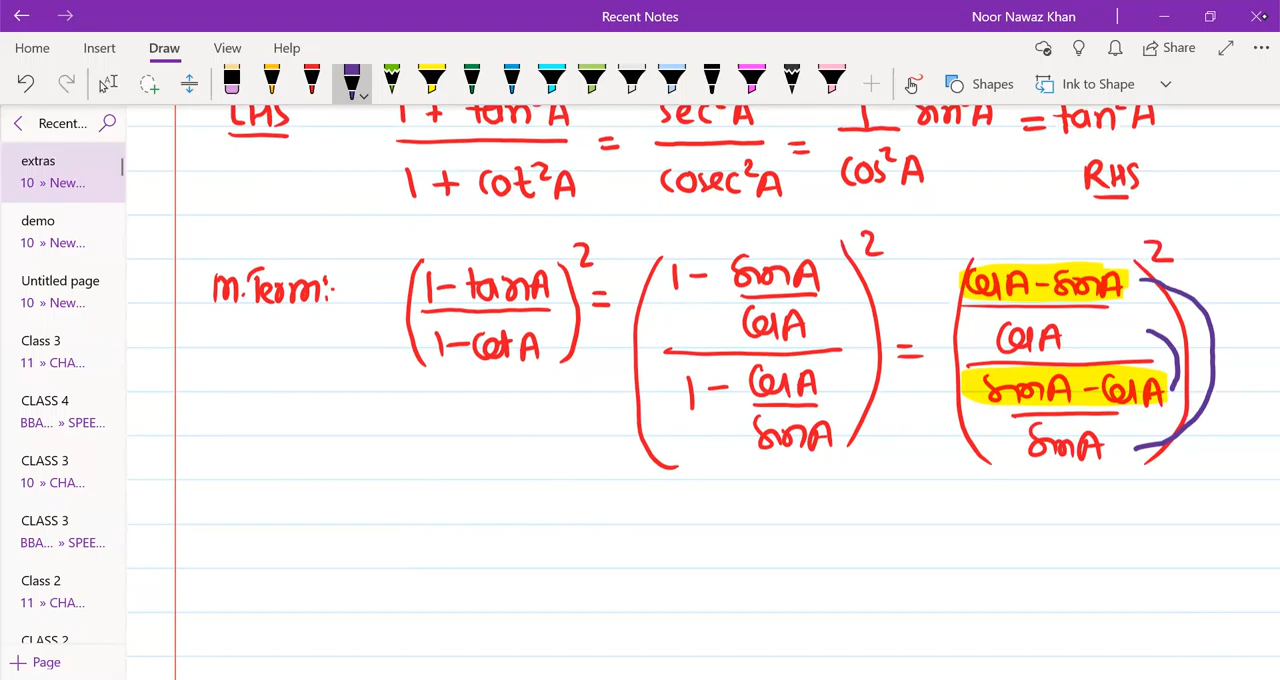 Recent Notes
Noor Nawaz Khan
Home Insert Draw View Help
Share
Shapes
Ink to Shape
Recent...
extras
10 » New...
demo
10 » New...
Untitled page
10 » New...
Class 3
11 » CHA...
CLASS 4
BBA... » SPEE...
CLASS 3
10 » CHA...
CLASS 3
BBA... » SPEE...
Class 2
11 » CHA...
CLASS 2
Page
LHS (1 + tan²A)/(1 + cot²A) = sec²A/cosec²A = 1/cos²A sin²A = tan²A
RHS
M.Term: ((1 - tanA)/(1 - cotA))² = ((1 - sinA/cosA)/(1 - cosA/sinA))² = (((cosA - sinA)/cosA)/((sinA - cosA)/sinA))²